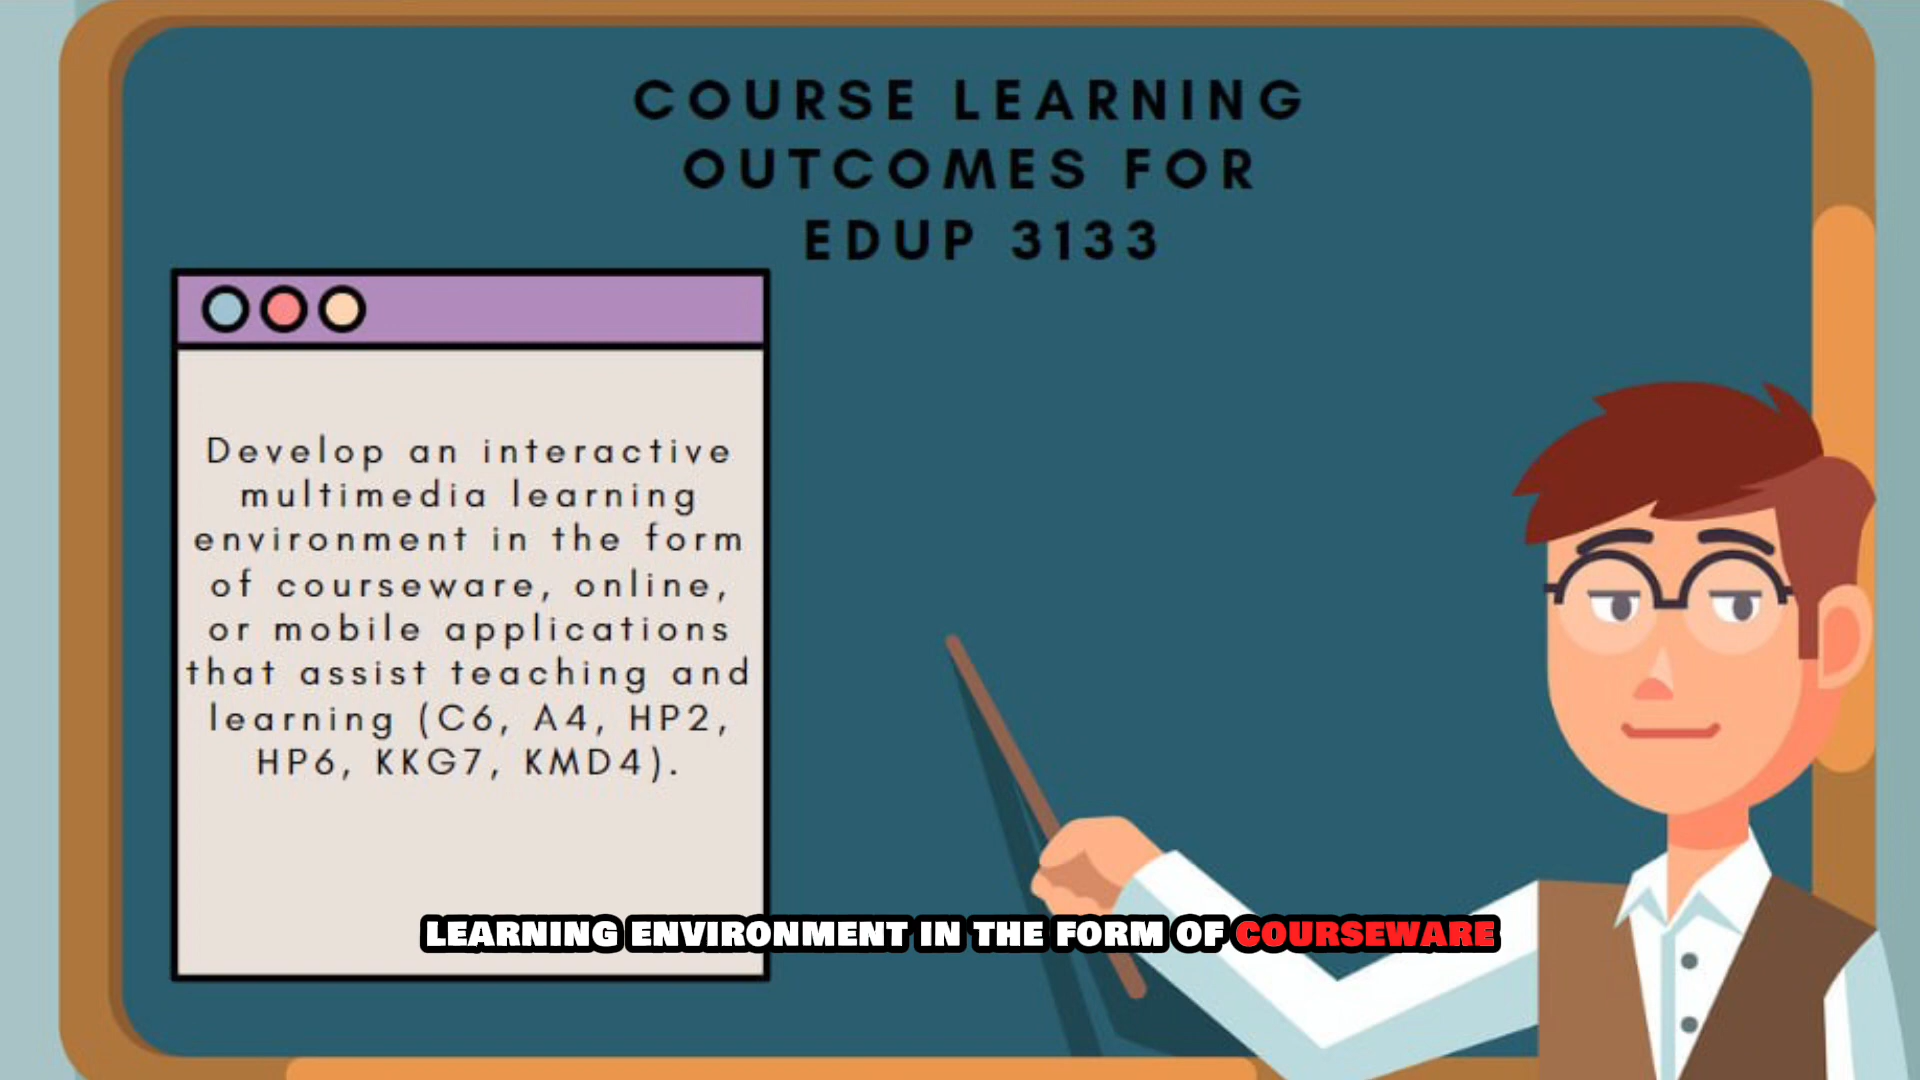 COURSE LEARNING
OUTCOMES FOR
EDUP 3133
Develop an interactive
multimedia learning
environment in the form
of courseware, online,
or mobile applications
that assist teaching and
learning (C6, A4, HP2,
HP6, KKG7, KMD4).
LEARNING ENVIRONMENT IN THE FORM OF COURSEWARE